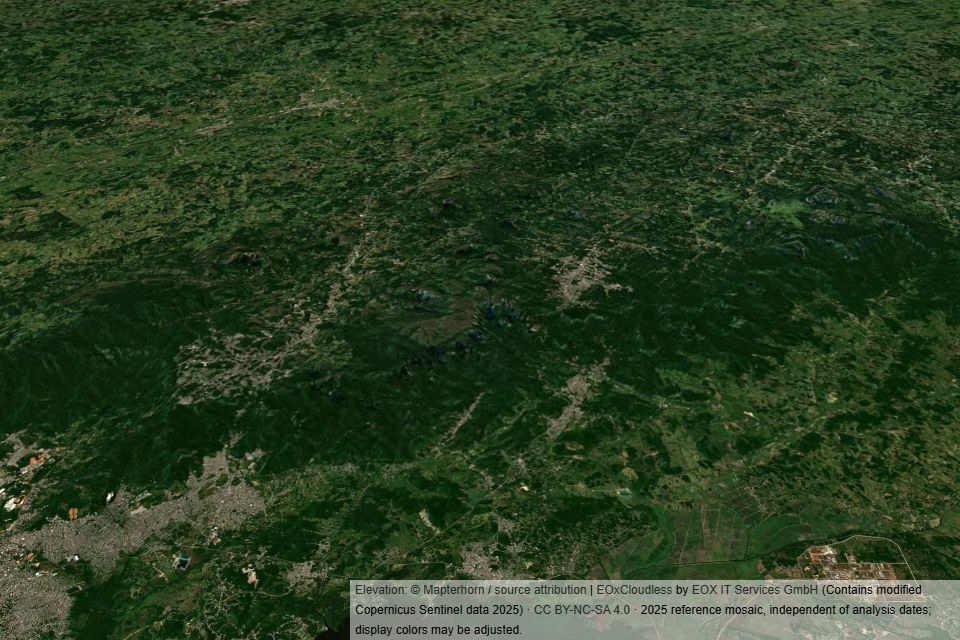 Elevation: © Mapterhorn / source attribution | EOxCloudless by EOX IT Services GmbH (Contains modified
Copernicus Sentinel data 2025) · CC BY-NC-SA 4.0 · 2025 reference mosaic, independent of analysis dates;
display colors may be adjusted.